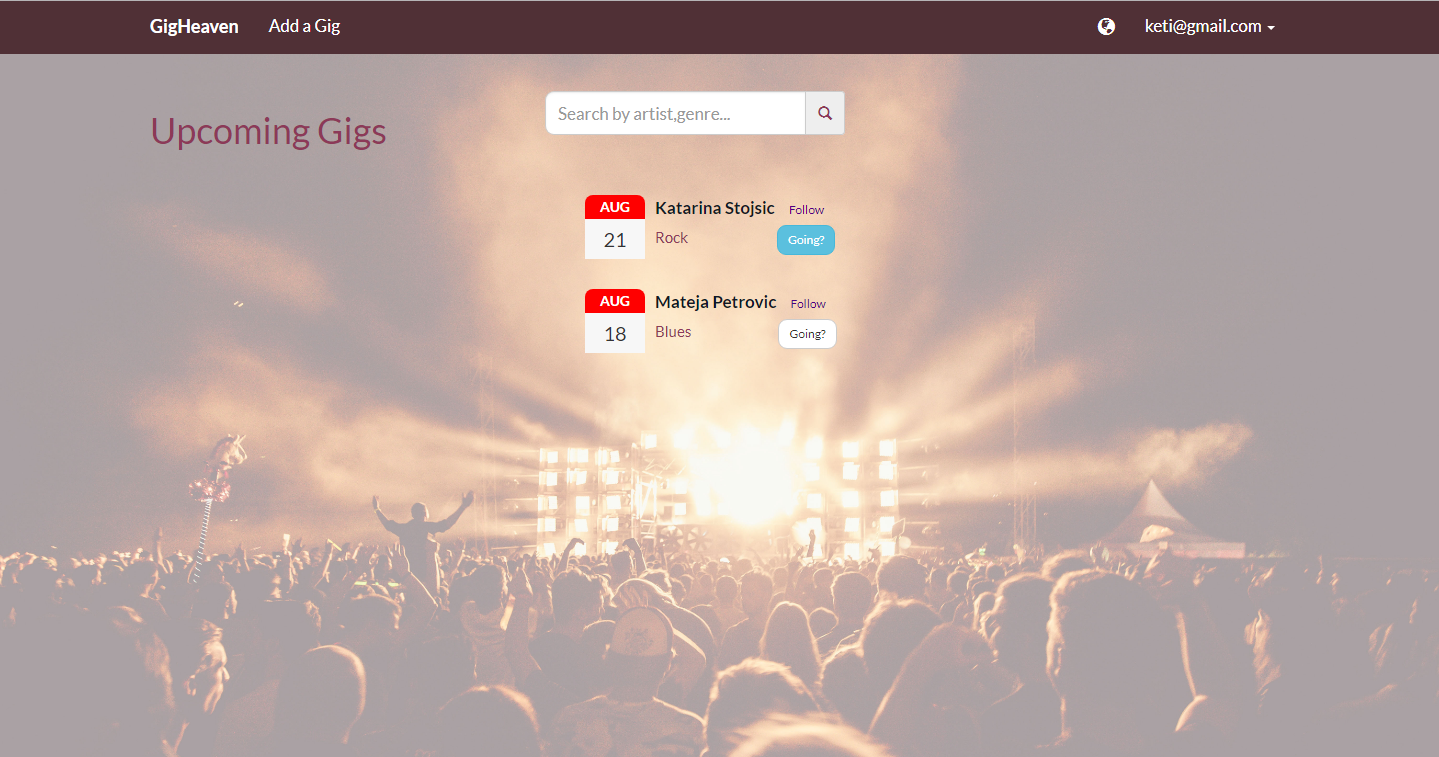 GigHeaven Add a Gig keti@gmail.com
Search by artist,genre...
Upcoming Gigs
AUG Katarina Stojsic Follow
21 Rock Going?
AUG Mateja Petrovic Follow
18 Blues Going?